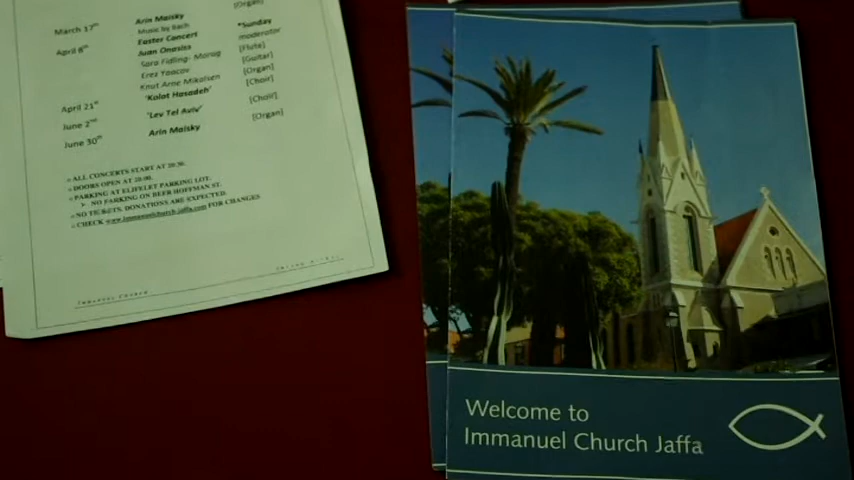 [Organ]
March 17th Arin Maisky
Music by Bach
Easter Concert *Sunday
April 8th Juan Onasiss moderator
Sara Fidling- Monag [Flute]
Erez Yaacov [Guitar]
Knut Arne Mikalsen [Organ]
'Kolot Hasadeh' [Choir]
April 21st
June 2nd 'Lev Tel Aviv' [Choir]
June 30th Arin Maisky [Organ]
ALL CONCERTS START AT 20:30.
DOORS OPEN AT 20:00.
PARKING AT ELIFELET PARKING LOT.
NO PARKING ON BEER HOFFMAN ST.
NO TICKETS. DONATIONS ARE EXPECTED.
CHECK www.immanuelchurch-jaffa.com FOR CHANGES
Immanuel Church
Welcome to
Immanuel Church Jaffa